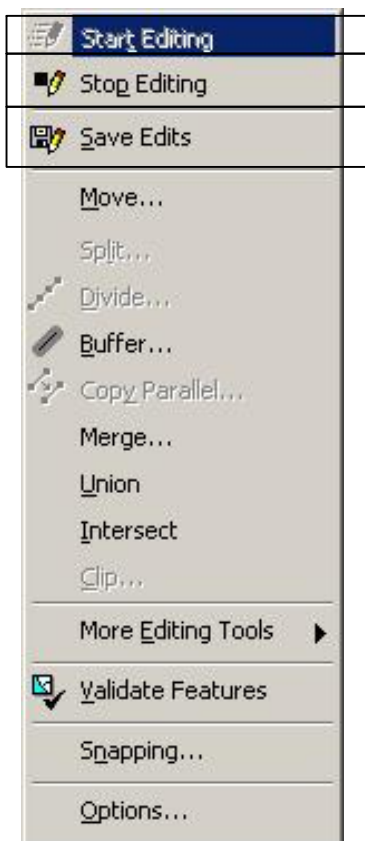 Start Editing
Stop Editing
Save Edits
Move...
Split...
Divide...
Buffer...
Copy Parallel...
Merge...
Union
Intersect
Clip...
More Editing Tools
Validate Features
Snapping...
Options...